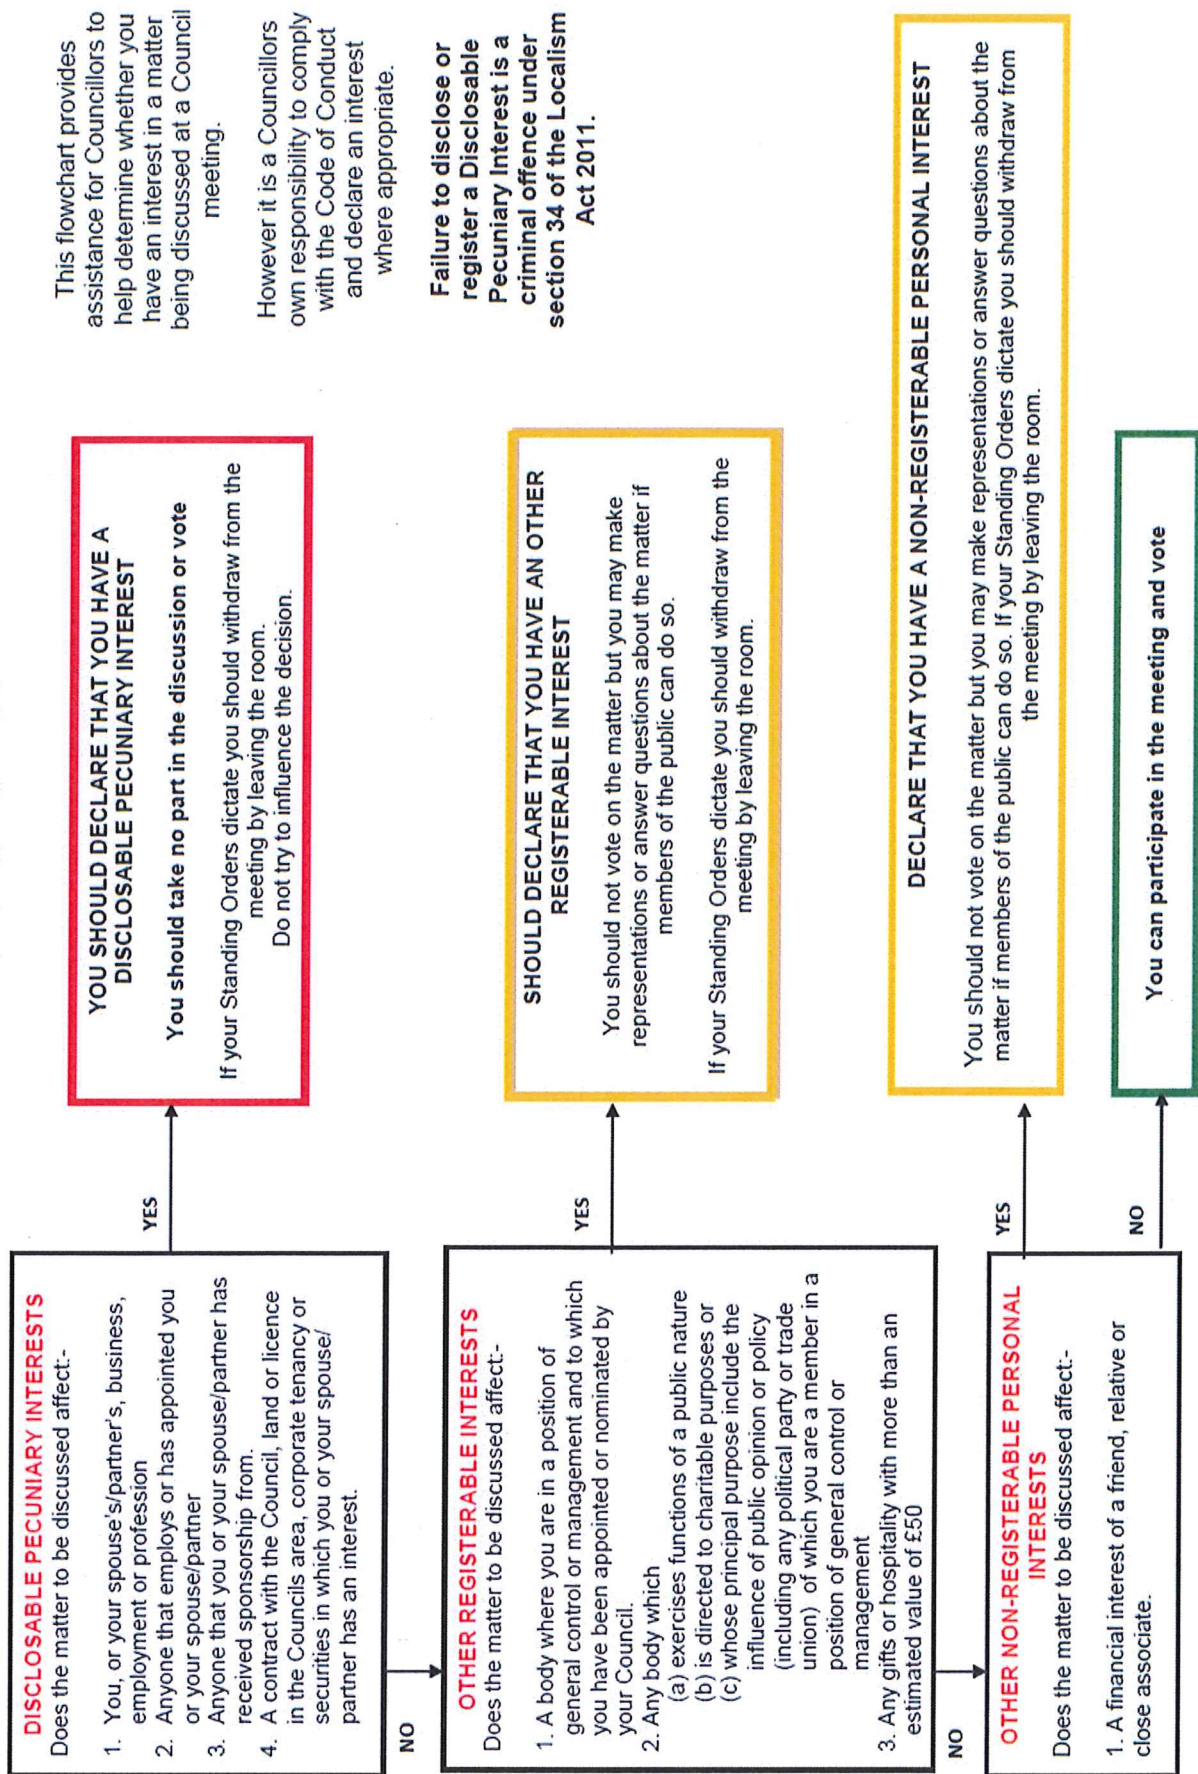 This flowchart provides
assistance for Councillors to
help determine whether you
have an interest in a matter
being discussed at a Council
meeting.
However it is a Councillors
own responsibility to comply
with the Code of Conduct
and declare an interest
where appropriate.
Failure to disclose or
register a Disclosable
Pecuniary Interest is a
criminal offence under
section 34 of the Localism
Act 2011.
DISCLOSABLE PECUNIARY INTERESTS
Does the matter to be discussed affect:-
1. You, or your spouse's/partner's, business,
employment or profession
2. Anyone that employs or has appointed you
or your spouse/partner
3. Anyone that you or your spouse/partner has
received sponsorship from.
4. A contract with the Council, land or licence
in the Councils area, corporate tenancy or
securities in which you or your spouse/
partner has an interest.
YES
YOU SHOULD DECLARE THAT YOU HAVE A
DISCLOSABLE PECUNIARY INTEREST
You should take no part in the discussion or vote
If your Standing Orders dictate you should withdraw from the
meeting by leaving the room.
Do not try to influence the decision.
NO
OTHER REGISTERABLE INTERESTS
Does the matter to be discussed affect:-
1. A body where you are in a position of
general control or management and to which
you have been appointed or nominated by
your Council.
2. Any body which
(a) exercises functions of a public nature
(b) is directed to charitable purposes or
(c) whose principal purpose include the
influence of public opinion or policy
(including any political party or trade
union) of which you are a member in a
position of general control or
management
3. Any gifts or hospitality with more than an
estimated value of £50
YES
SHOULD DECLARE THAT YOU HAVE AN OTHER
REGISTERABLE INTEREST
You should not vote on the matter but you may make
representations or answer questions about the matter if
members of the public can do so.
If your Standing Orders dictate you should withdraw from the
meeting by leaving the room.
NO
OTHER NON-REGISTERABLE PERSONAL
INTERESTS
Does the matter to be discussed affect:-
1. A financial interest of a friend, relative or
close associate.
YES
DECLARE THAT YOU HAVE A NON-REGISTERABLE PERSONAL INTEREST
You should not vote on the matter but you may make representations or answer questions about the
matter if members of the public can do so. If your Standing Orders dictate you should withdraw from
the meeting by leaving the room.
NO
You can participate in the meeting and vote